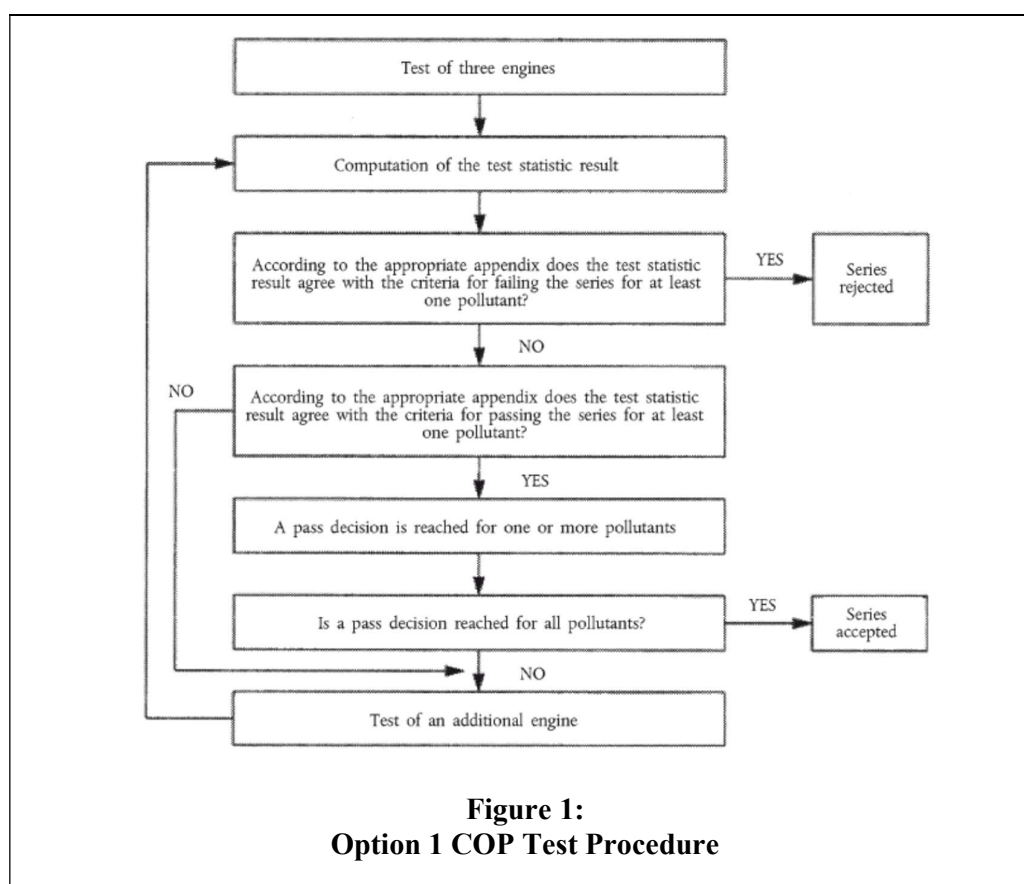 Test of three engines
Computation of the test statistic result
According to the appropriate appendix does the test statistic
result agree with the criteria for failing the series for at least
one pollutant?
YES
Series
rejected
NO
NO
According to the appropriate appendix does the test statistic
result agree with the criteria for passing the series for at least
one pollutant?
YES
A pass decision is reached for one or more pollutants
Is a pass decision reached for all pollutants?
YES
Series
accepted
NO
Test of an additional engine
Figure 1:
Option 1 COP Test Procedure